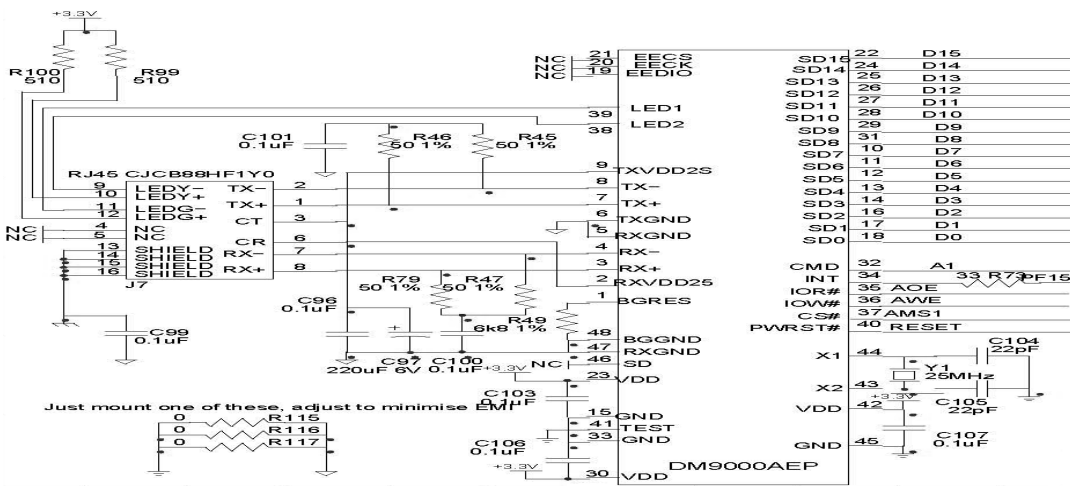 +3.3V
R100
510
R99
510
RJ45 CJCB88HF1Y0
9 LEDY- TX- 2
10 LEDY+
11 LEDG- TX+ 1
12 LEDG+ CT 3
NC 4 NC
NC 5 NC CR 6
13 SHIELD RX- 7
14 SHIELD
15 SHIELD RX+ 8
16 SHIELD
J7
C99
0.1uF
C101
0.1uF
R46
50 1%
R45
50 1%
R79
50 1%
R47
50 1%
C96
0.1uF
R49
6k8 1%
C97
220uF 6V
C100
0.1uF
+3.3V
C103
0.1uF
C106
0.1uF
+3.3V
Just mount one of these, adjust to minimise EMI
0 R115
0 R116
0 R117
NC 21 EECS
NC 20 EECK
NC 19 EEDIO
39 LED1
38 LED2
9 TXVDD25
8 TX-
7 TX+
6 TXGND
5 RXGND
4 RX-
3 RX+
2 RXVDD25
1 BGRES
48 BGGND
47 RXGND
NC 46 SD
23 VDD
15 GND
41 TEST
33 GND
30 VDD
DM9000AEP
SD15 22 D15
SD14 24 D14
SD13 25 D13
SD12 26 D12
SD11 27 D11
SD10 28 D10
SD9 29 D9
SD8 31 D8
SD7 10 D7
SD6 11 D6
SD5 12 D5
SD4 13 D4
SD3 14 D3
SD2 16 D2
SD1 17 D1
SD0 18 D0
CMD 32 A1
INT 34 33 R73 PF15
IOR# 35 AOE
IOW# 36 AWE
CS# 37 AMS1
PWRST# 40 RESET
X1 44
C104
22pF
Y1
25MHz
X2 43
+3.3V
C105
22pF
VDD 42
C107
0.1uF
GND 45